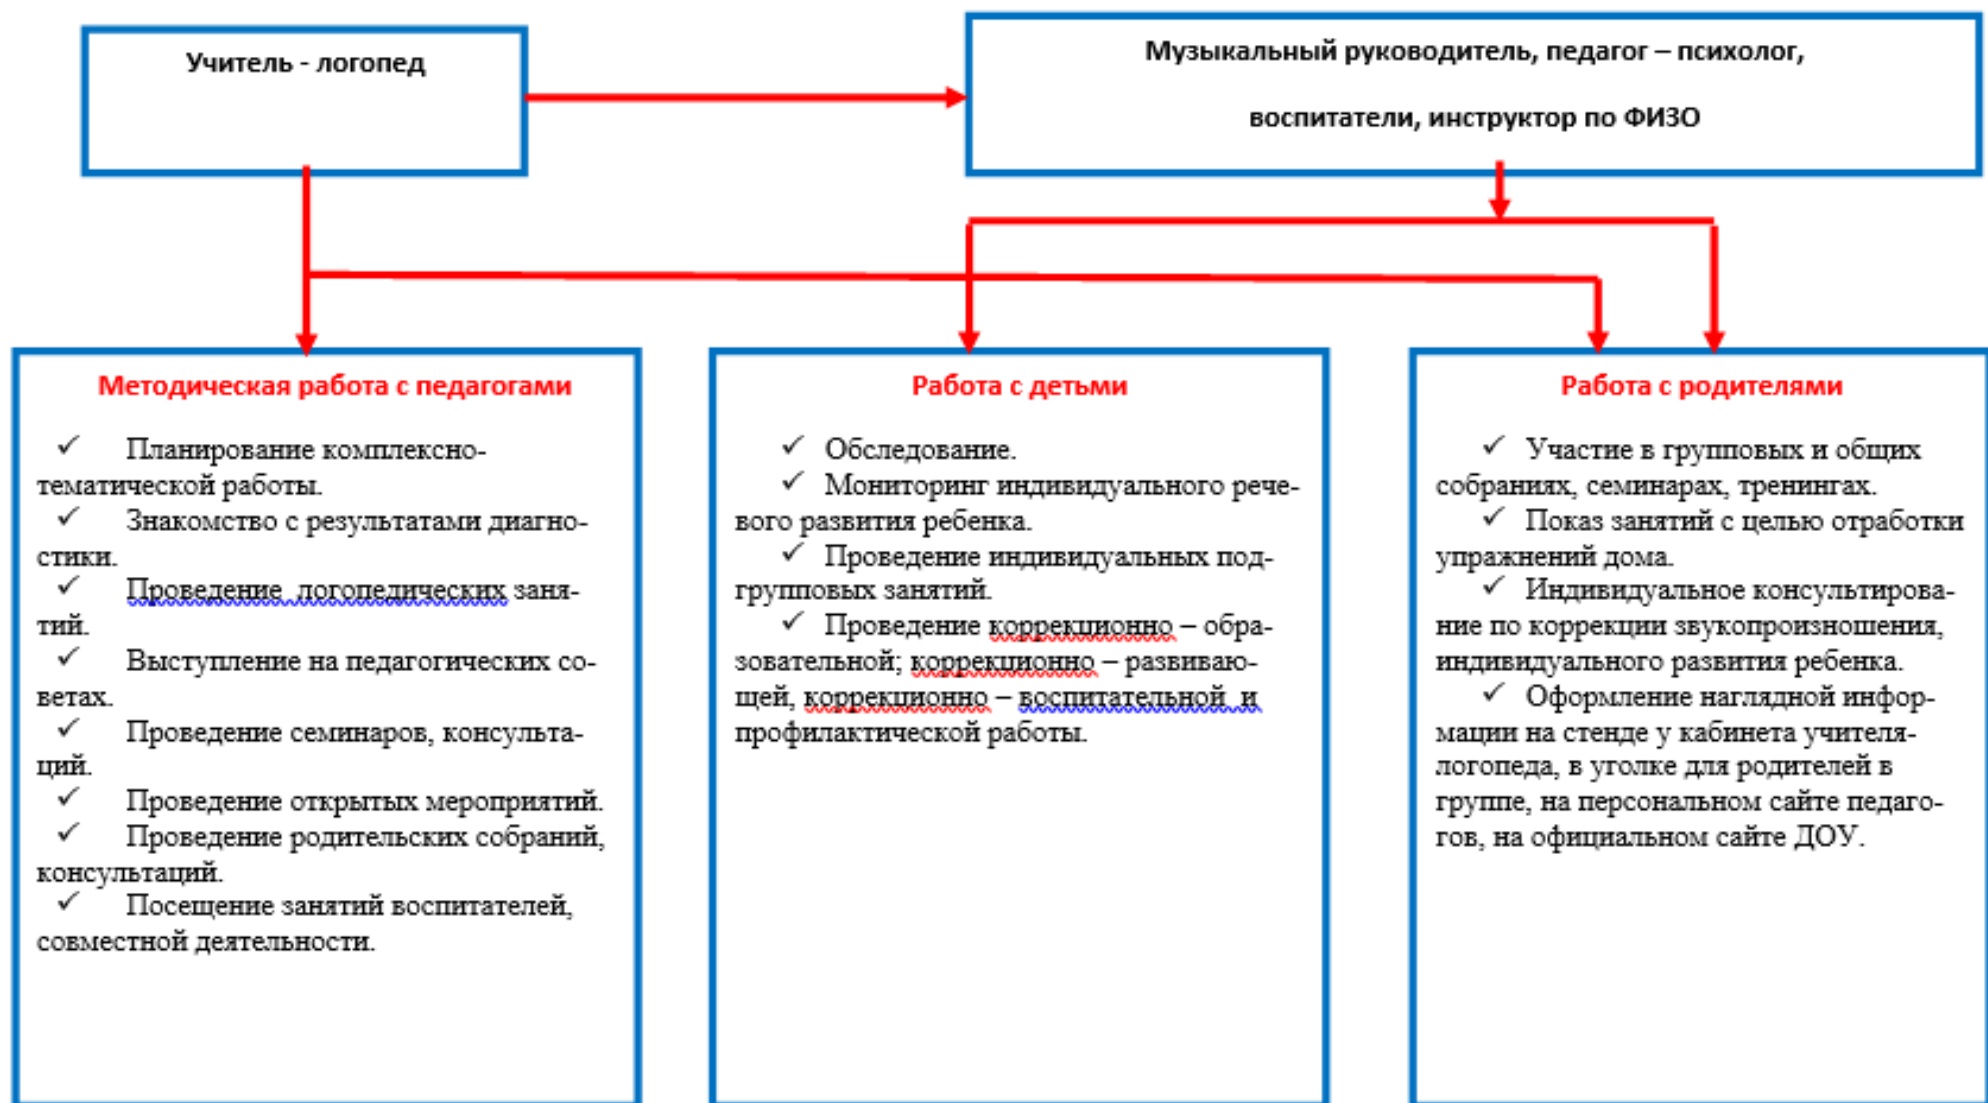 Учитель - логопед
Музыкальный руководитель, педагог – психолог,
воспитатели, инструктор по ФИЗО
Методическая работа с педагогами
✓ Планирование комплексно-
тематической работы.
✓ Знакомство с результатами диагно-
стики.
✓ Проведение логопедических заня-
тий.
✓ Выступление на педагогических со-
ветах.
✓ Проведение семинаров, консульта-
ций.
✓ Проведение открытых мероприятий.
✓ Проведение родительских собраний,
консультаций.
✓ Посещение занятий воспитателей,
совместной деятельности.
Работа с детьми
✓ Обследование.
✓ Мониторинг индивидуального рече-
вого развития ребенка.
✓ Проведение индивидуальных под-
групповых занятий.
✓ Проведение коррекционно – обра-
зовательной; коррекционно – развиваю-
щей, коррекционно – воспитательной и
профилактической работы.
Работа с родителями
✓ Участие в групповых и общих
собраниях, семинарах, тренингах.
✓ Показ занятий с целью отработки
упражнений дома.
✓ Индивидуальное консультирова-
ние по коррекции звукопроизношения,
индивидуального развития ребенка.
✓ Оформление наглядной инфор-
мации на стенде у кабинета учителя-
логопеда, в уголке для родителей в
группе, на персональном сайте педаго-
гов, на официальном сайте ДОУ.